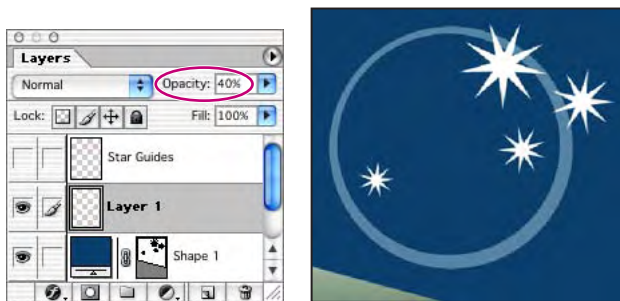 Layers
Normal Opacity: 40%
Lock: Fill: 100%
Star Guides
Layer 1
Shape 1